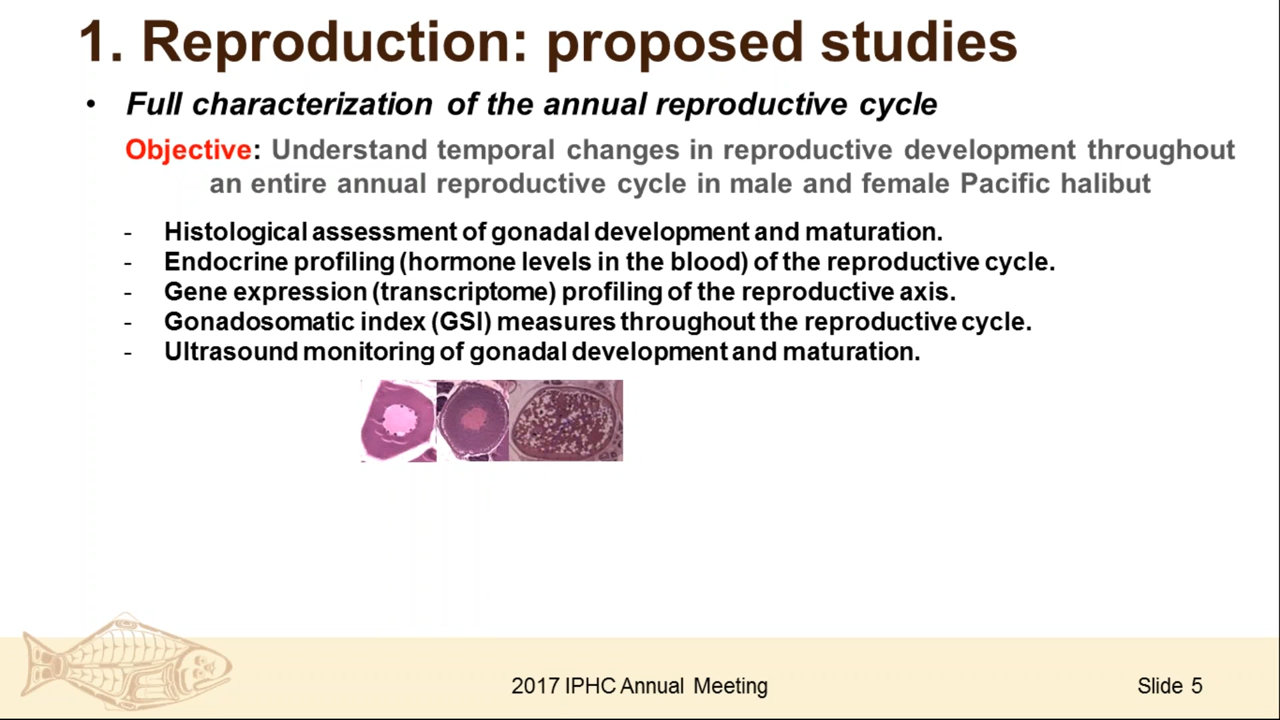 1. Reproduction: proposed studies
• Full characterization of the annual reproductive cycle
Objective: Understand temporal changes in reproductive development throughout
an entire annual reproductive cycle in male and female Pacific halibut
- Histological assessment of gonadal development and maturation.
- Endocrine profiling (hormone levels in the blood) of the reproductive cycle.
- Gene expression (transcriptome) profiling of the reproductive axis.
- Gonadosomatic index (GSI) measures throughout the reproductive cycle.
- Ultrasound monitoring of gonadal development and maturation.
2017 IPHC Annual Meeting
Slide 5